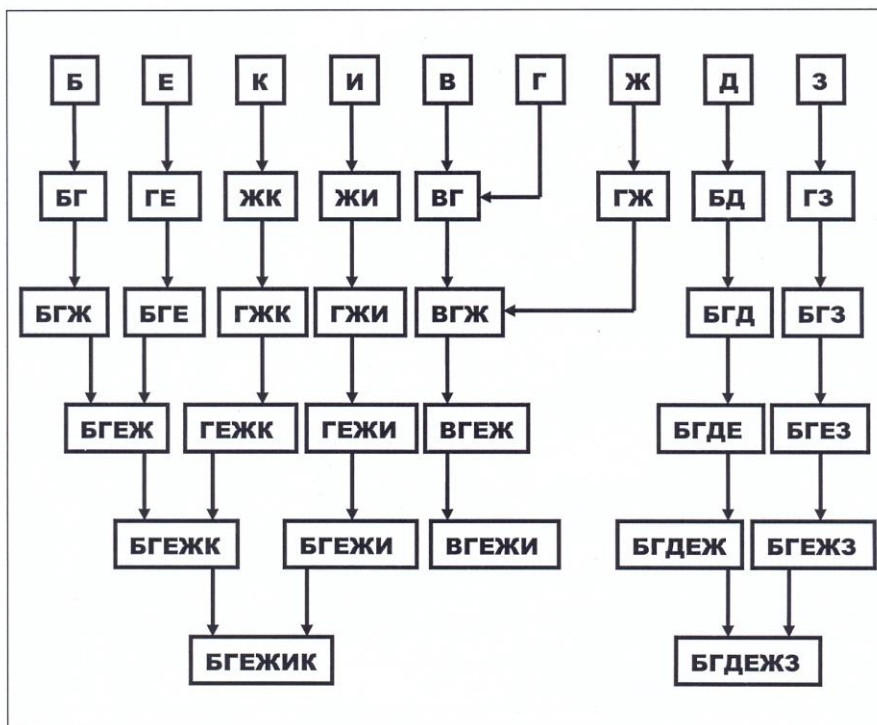 Б Е К И В Г Ж Д З
БГ ГЕ ЖК ЖИ ВГ ГЖ БД ГЗ
БГЖ БГЕ ГЖК ГЖИ ВГЖ БГД БГЗ
БГЕЖ ГЕЖК ГЕЖИ ВГЕЖ БГДЕ БГЕЗ
БГЕЖК БГЕЖИ ВГЕЖИ БГДЕЖ БГЕЖЗ
БГЕЖИК БГДЕЖЗ